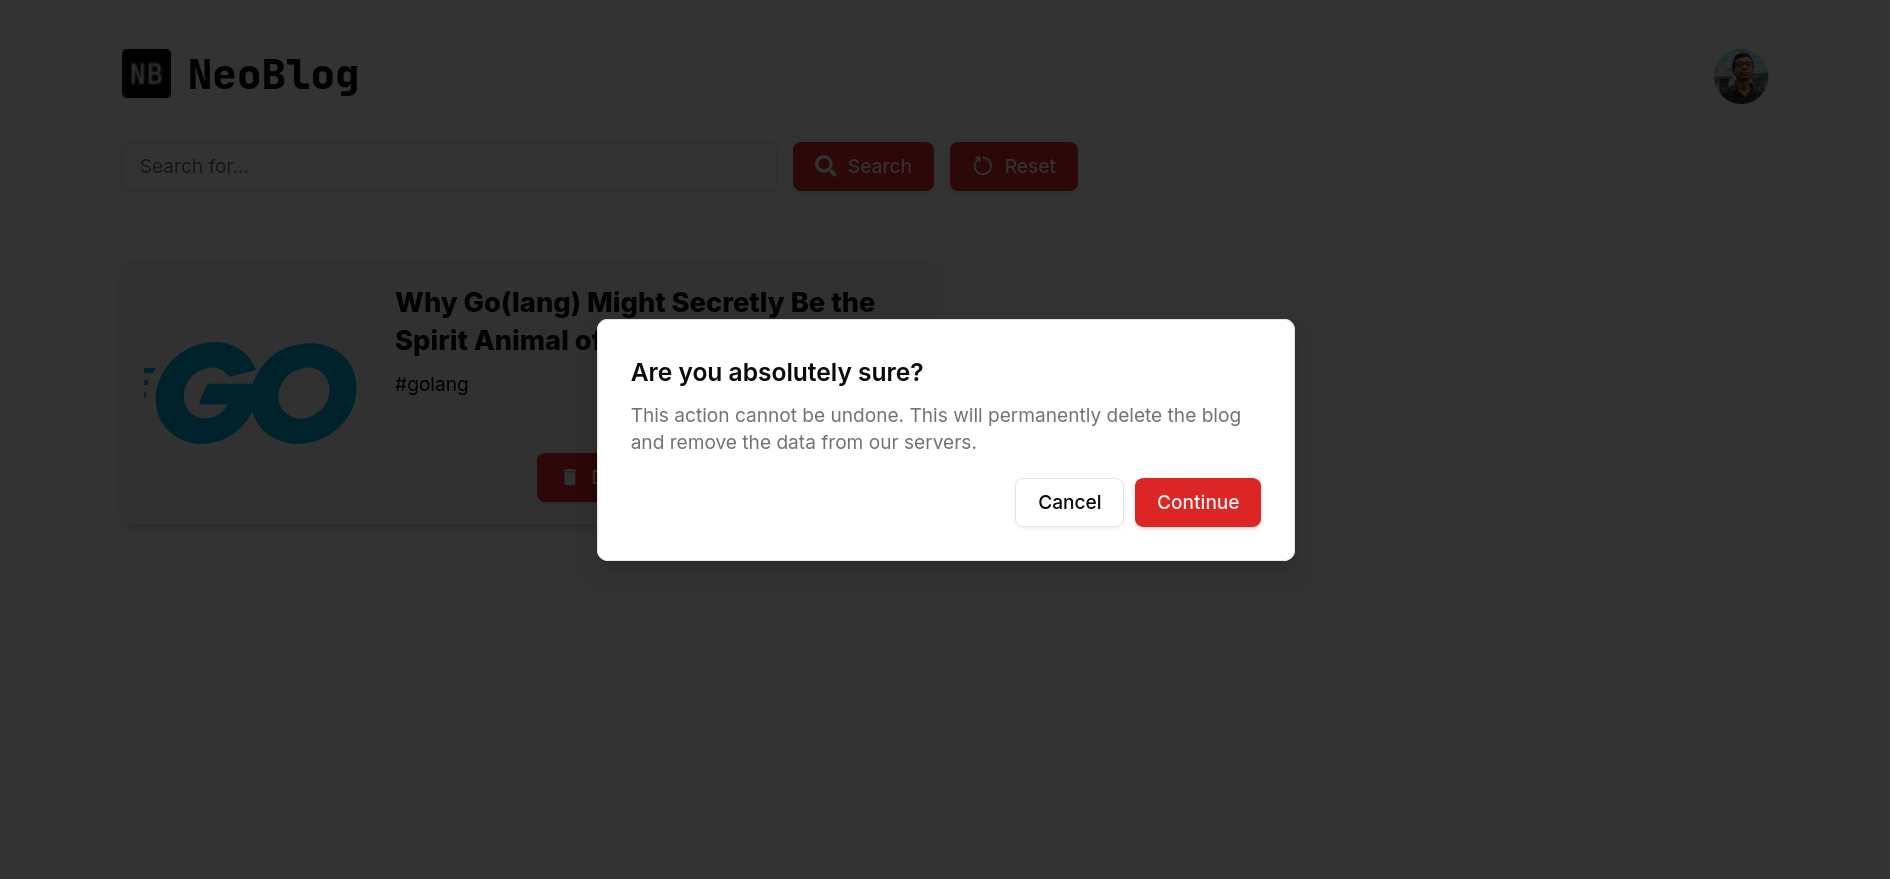 NB NeoBlog
Search for...
Search
Reset
Why Go(lang) Might Secretly Be the
Spirit Animal of
#golang
GO
Are you absolutely sure?
This action cannot be undone. This will permanently delete the blog
and remove the data from our servers.
Cancel
Continue